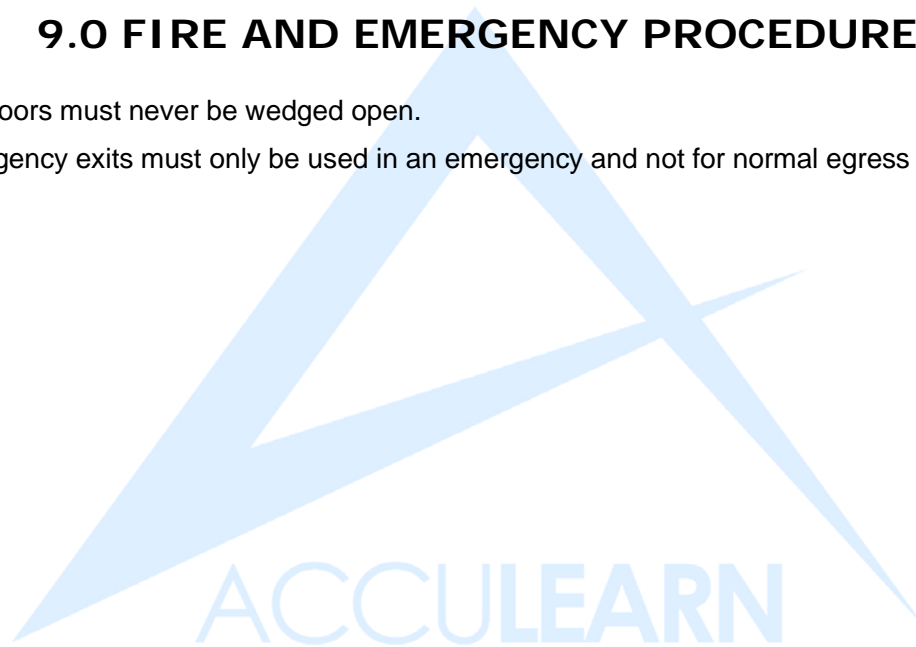 9.0 FIRE AND EMERGENCY PROCEDURE
oors must never be wedged open.
gency exits must only be used in an emergency and not for normal egress
ACCULEARN